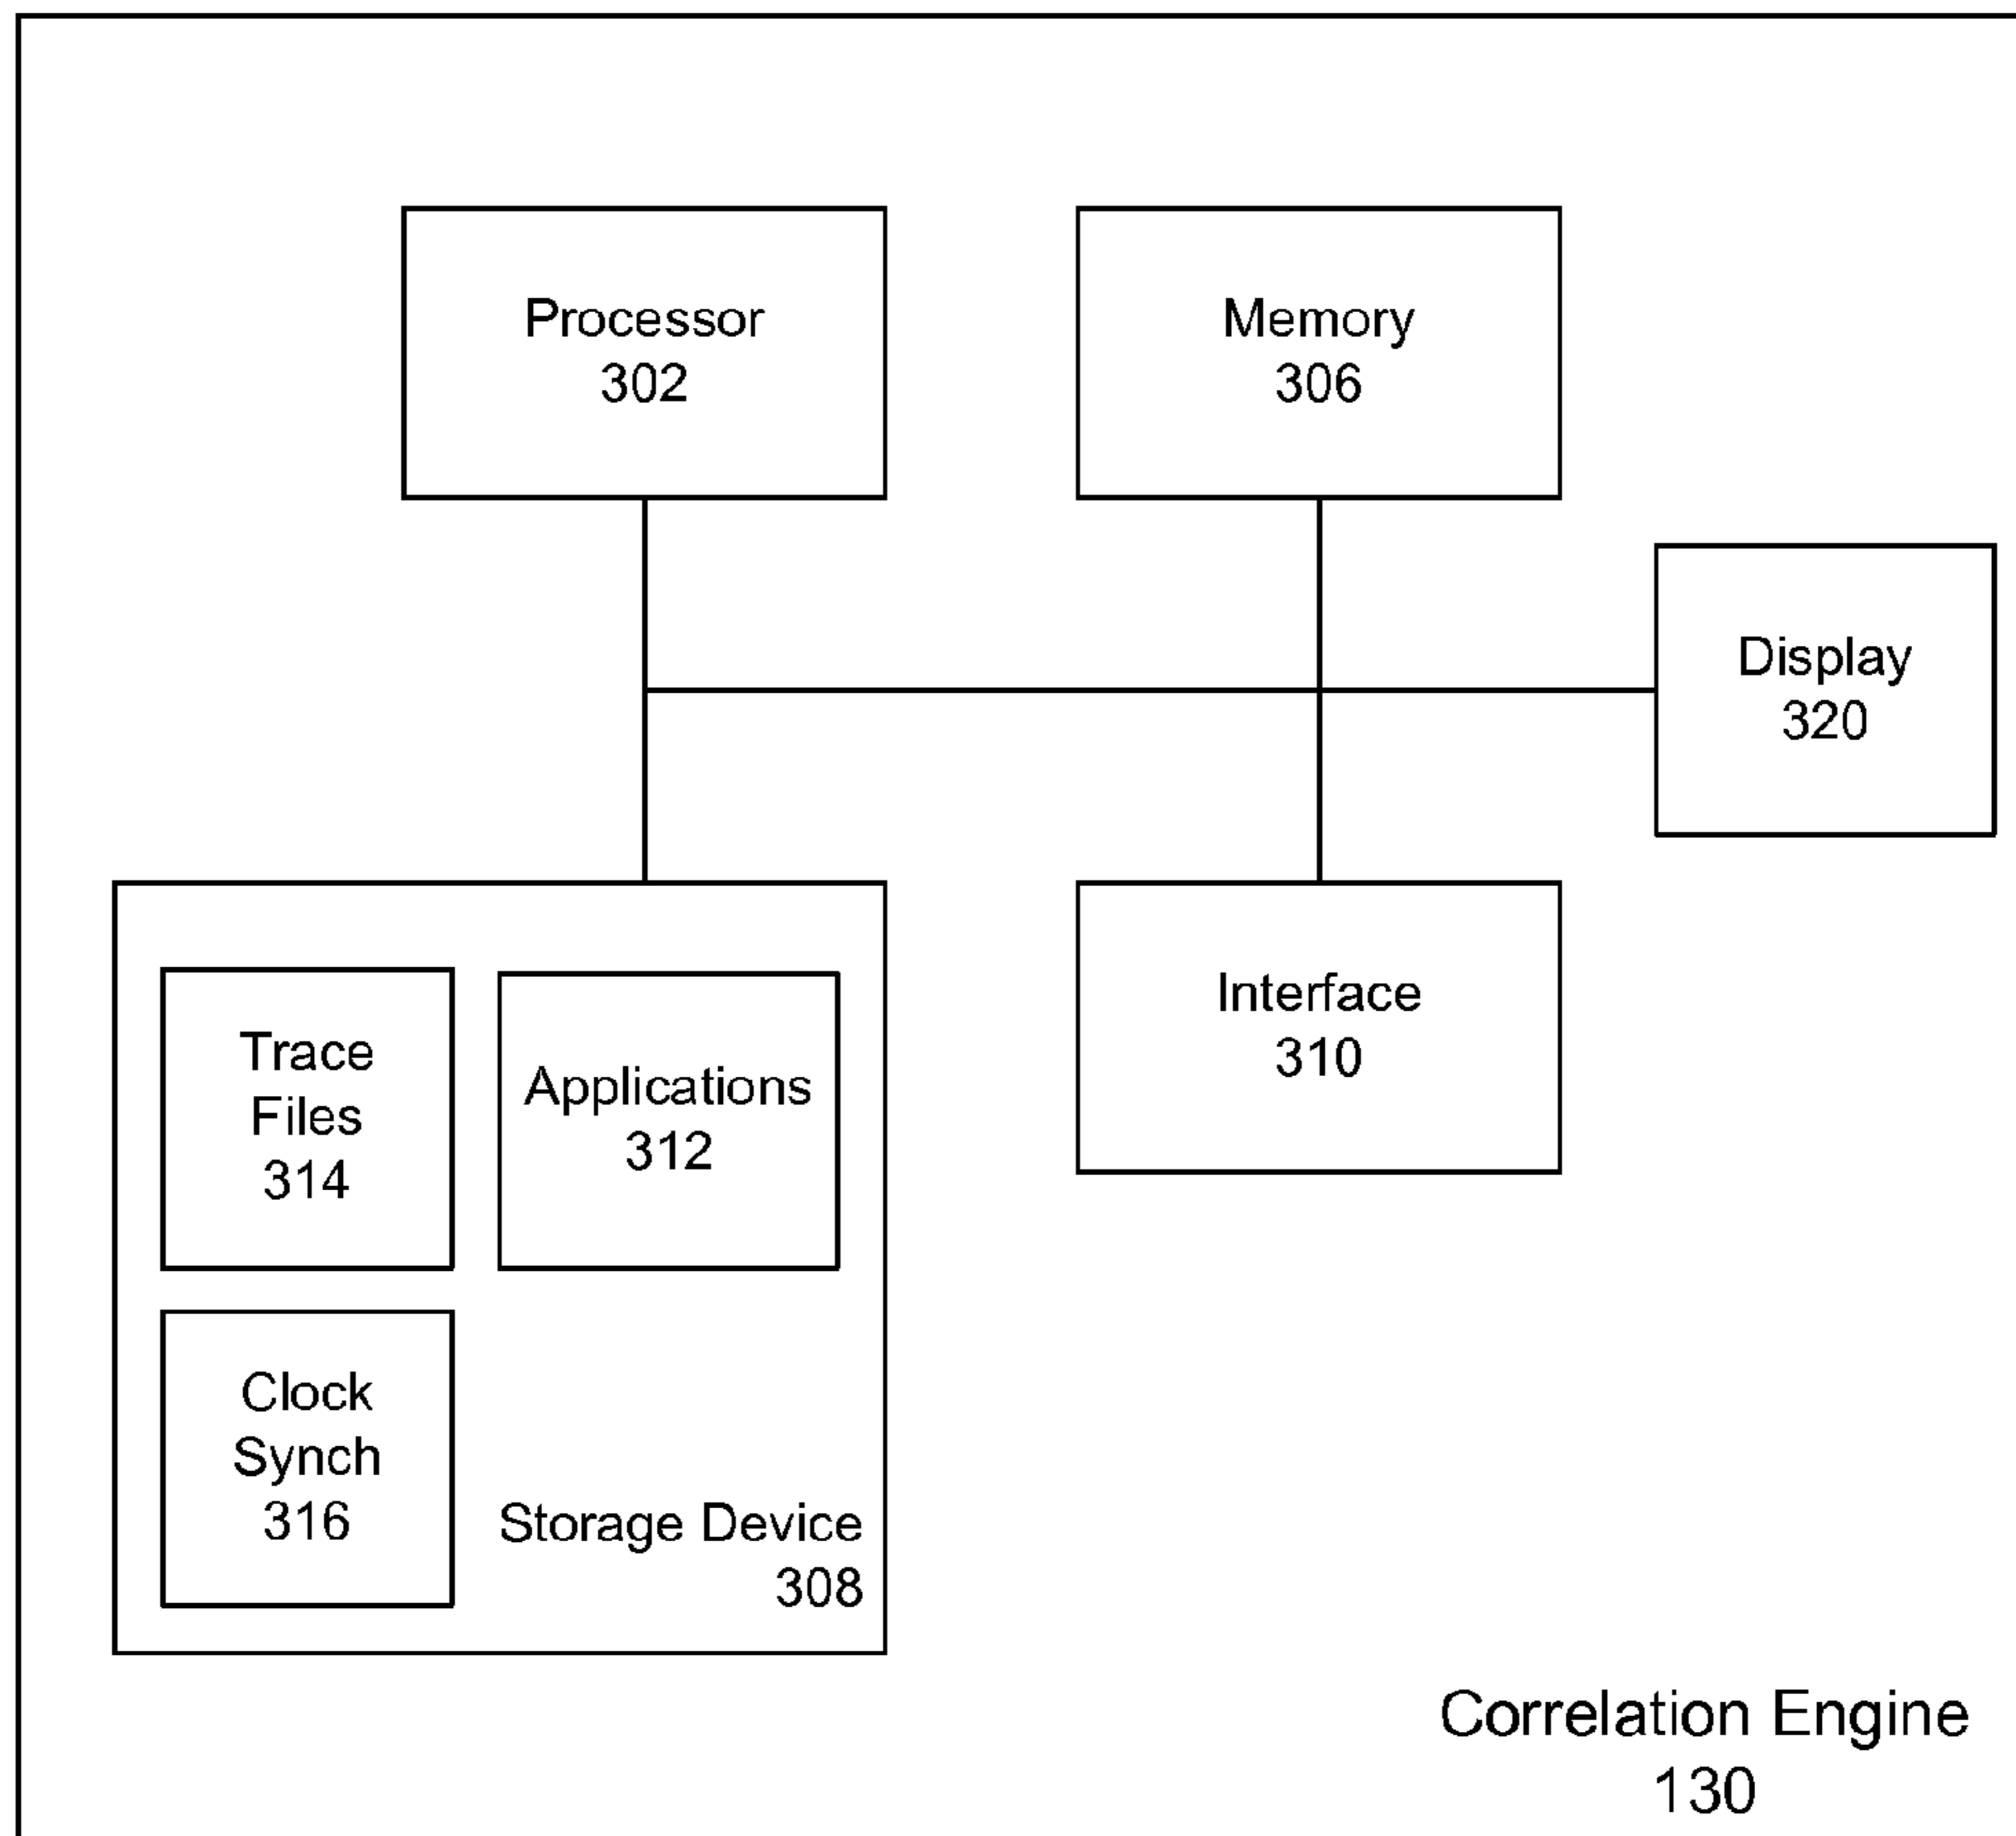 Processor
302
Memory
306
Display
320
Trace
Files
314
Applications
312
Interface
310
Clock
Synch
316
Storage Device
308
Correlation Engine
130